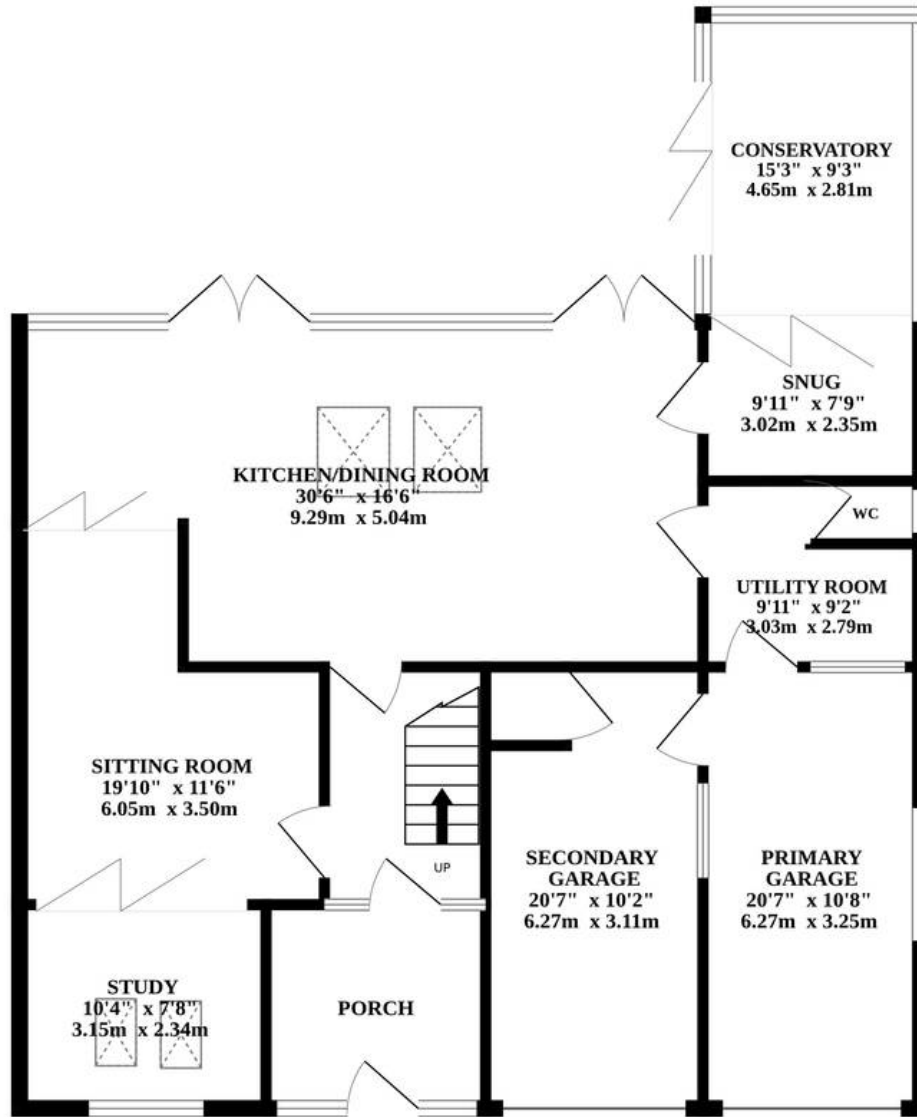 CONSERVATORY
15'3" x 9'3"
4.65m x 2.81m
SNUG
9'11" x 7'9"
3.02m x 2.35m
KITCHEN/DINING ROOM
30'6" x 16'6"
9.29m x 5.04m
WC
UTILITY ROOM
9'11" x 9'2"
3.03m x 2.79m
SITTING ROOM
19'10" x 11'6"
6.05m x 3.50m
UP
SECONDARY
GARAGE
20'7" x 10'2"
6.27m x 3.11m
PRIMARY
GARAGE
20'7" x 10'8"
6.27m x 3.25m
STUDY
10'4" x 7'8"
3.15m x 2.34m
PORCH